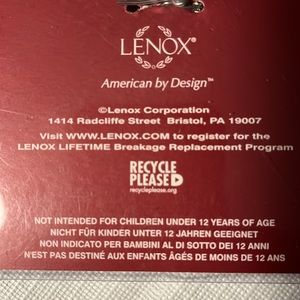 LENOX®
American by Design™
©Lenox Corporation
1414 Radcliffe Street Bristol, PA 19007
Visit WWW.LENOX.COM to register for the
LENOX LIFETIME Breakage Replacement Program
RECYCLE
PLEASE
recycleplease.org
NOT INTENDED FOR CHILDREN UNDER 12 YEARS OF AGE
NICHT FÜR KINDER UNTER 12 JAHREN GEEIGNET
NON INDICATO PER BAMBINI AL DI SOTTO DEI 12 ANNI
N'EST PAS DESTINÉ AUX ENFANTS ÂGÉS DE MOINS DE 12 ANS